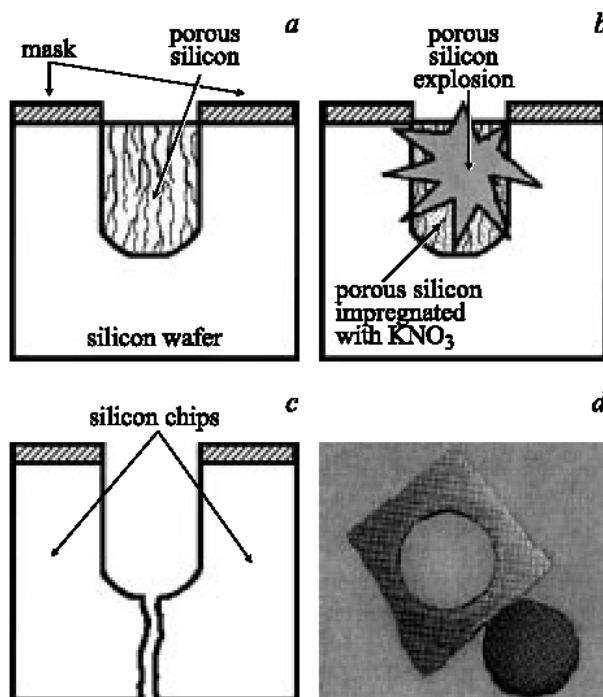 a
mask
porous
silicon
silicon wafer
b
porous
silicon
explosion
porous silicon
impregnated
with KNO₃
c
silicon chips
d